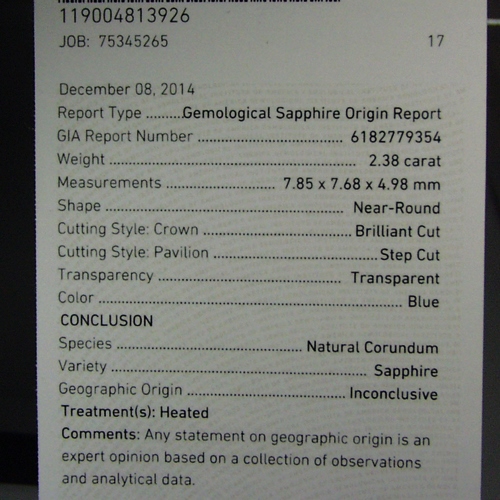 119004813926
JOB: 75345265 17
December 08, 2014
Report Type .........Gemological Sapphire Origin Report
GIA Report Number ..................................... 6182779354
Weight ............................................................... 2.38 carat
Measurements ............................ 7.85 x 7.68 x 4.98 mm
Shape ............................................................. Near-Round
Cutting Style: Crown ...................................... Brilliant Cut
Cutting Style: Pavilion ..........................................Step Cut
Transparency .............................................. Transparent
Color ............................................................................ Blue
CONCLUSION
Species .............................................. Natural Corundum
Variety .................................................................. Sapphire
Geographic Origin ........................................ Inconclusive
Treatment(s): Heated
Comments: Any statement on geographic origin is an
expert opinion based on a collection of observations
and analytical data.